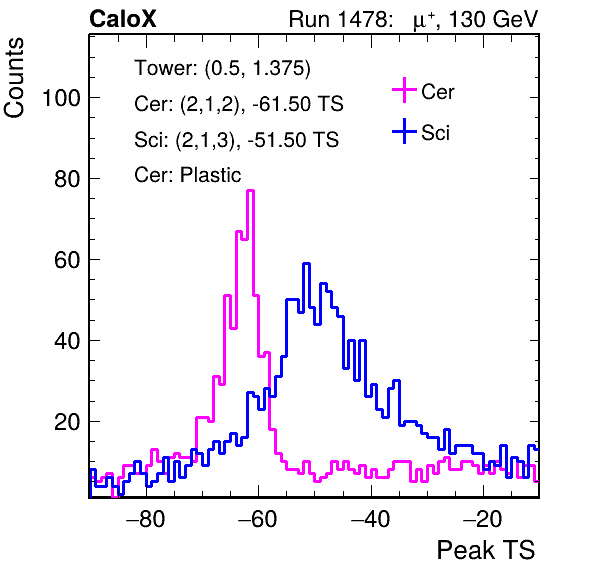 CaloX Run 1478: μ⁺, 130 GeV
Counts
Tower: (0.5, 1.375)
Cer: (2,1,2), -61.50 TS
Sci: (2,1,3), -51.50 TS
Cer: Plastic
Cer
Sci
100
80
60
40
20
−80 −60 −40 −20
Peak TS